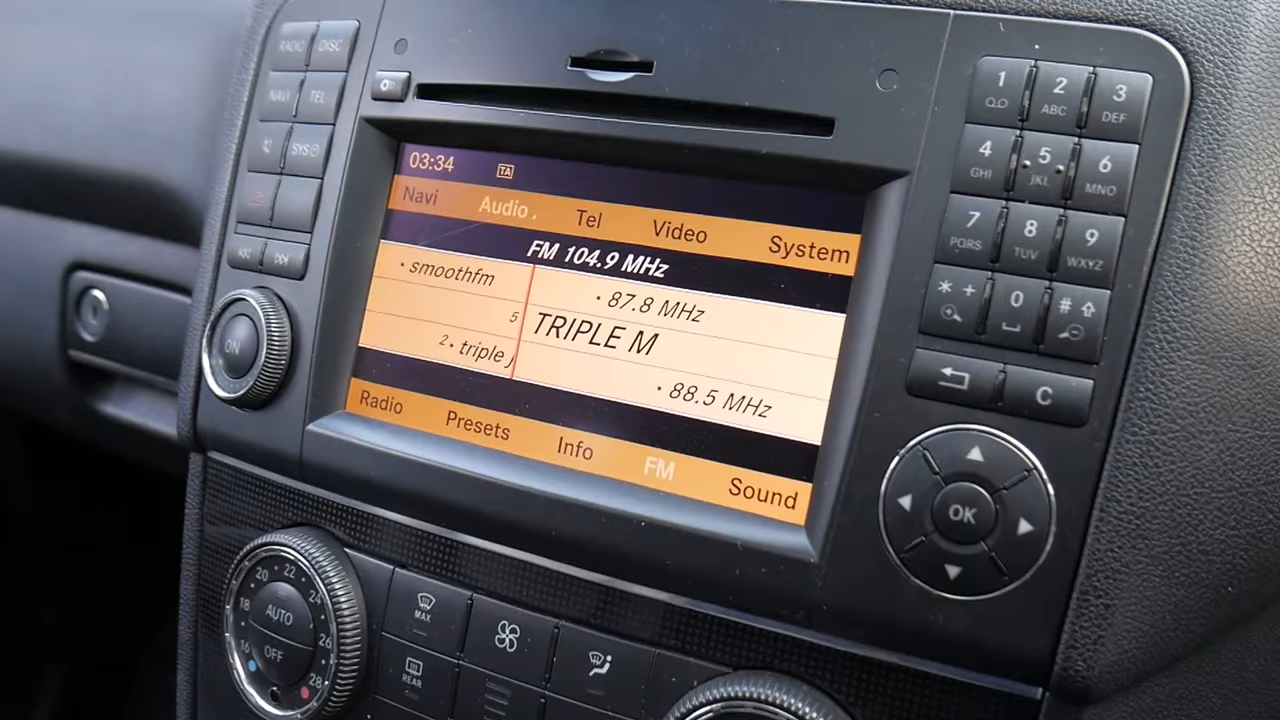 RADIO DISC
NAVI TEL
SYS
ON
03:34 TA
Navi Audio Tel Video System
FM 104.9 MHz
• smoothfm • 87.8 MHz
5 TRIPLE M
2 • triple j • 88.5 MHz
Radio Presets Info FM Sound
1 2 ABC 3 DEF
4 GHI 5 JKL 6 MNO
7 PQRS 8 TUV 9 WXYZ
* + 0 #
C
OK
16 18 20 22 24 26 28
AUTO
OFF
MAX
REAR